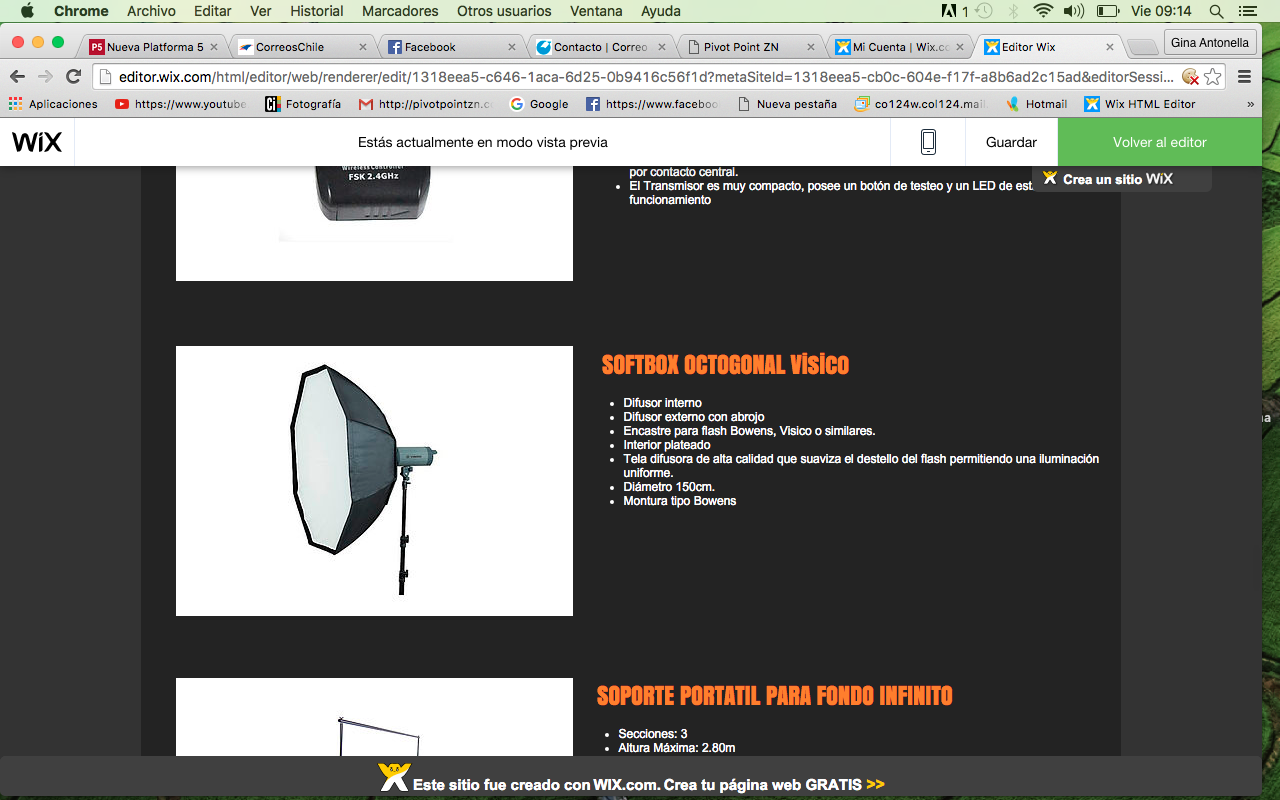 Chrome Archivo Editar Ver Historial Marcadores Otros usuarios Ventana Ayuda 1 Vie 09:14
Nueva Platforma 5 CorreosChile Facebook Contacto | Correo Pivot Point ZN Mi Cuenta | Wix.co Editor Wix Gina Antonella
editor.wix.com/html/editor/web/renderer/edit/1318eea5-c646-1aca-6d25-0b9416c56f1d?metaSiteId=1318eea5-cb0c-604e-f17f-a8b6ad2c15ad&editorSessi...
Aplicaciones https://www.youtube Fotografía http://pivotpointzn.c Google https://www.faceboo Nueva pestaña co124w.col124.mail. Hotmail Wix HTML Editor »
WiX Estás actualmente en modo vista previa Guardar Volver al editor
Wireless Controller
FSK 2.4GHz
por contacto central.
El Transmisor es muy compacto, posee un botón de testeo y un LED de est
funcionamiento
Crea un sitio WiX
SOFTBOX OCTOGONAL Visico
Difusor interno
Difusor externo con abrojo
Encastre para flash Bowens, Visico o similares.
Interior plateado
Tela difusora de alta calidad que suaviza el destello del flash permitiendo una iluminación
uniforme.
Diámetro 150cm.
Montura tipo Bowens
SOPORTE PORTATIL PARA FONDO INFINITO
Secciones: 3
Altura Máxima: 2.80m
Este sitio fue creado con WIX.com. Crea tu página web GRATIS >>